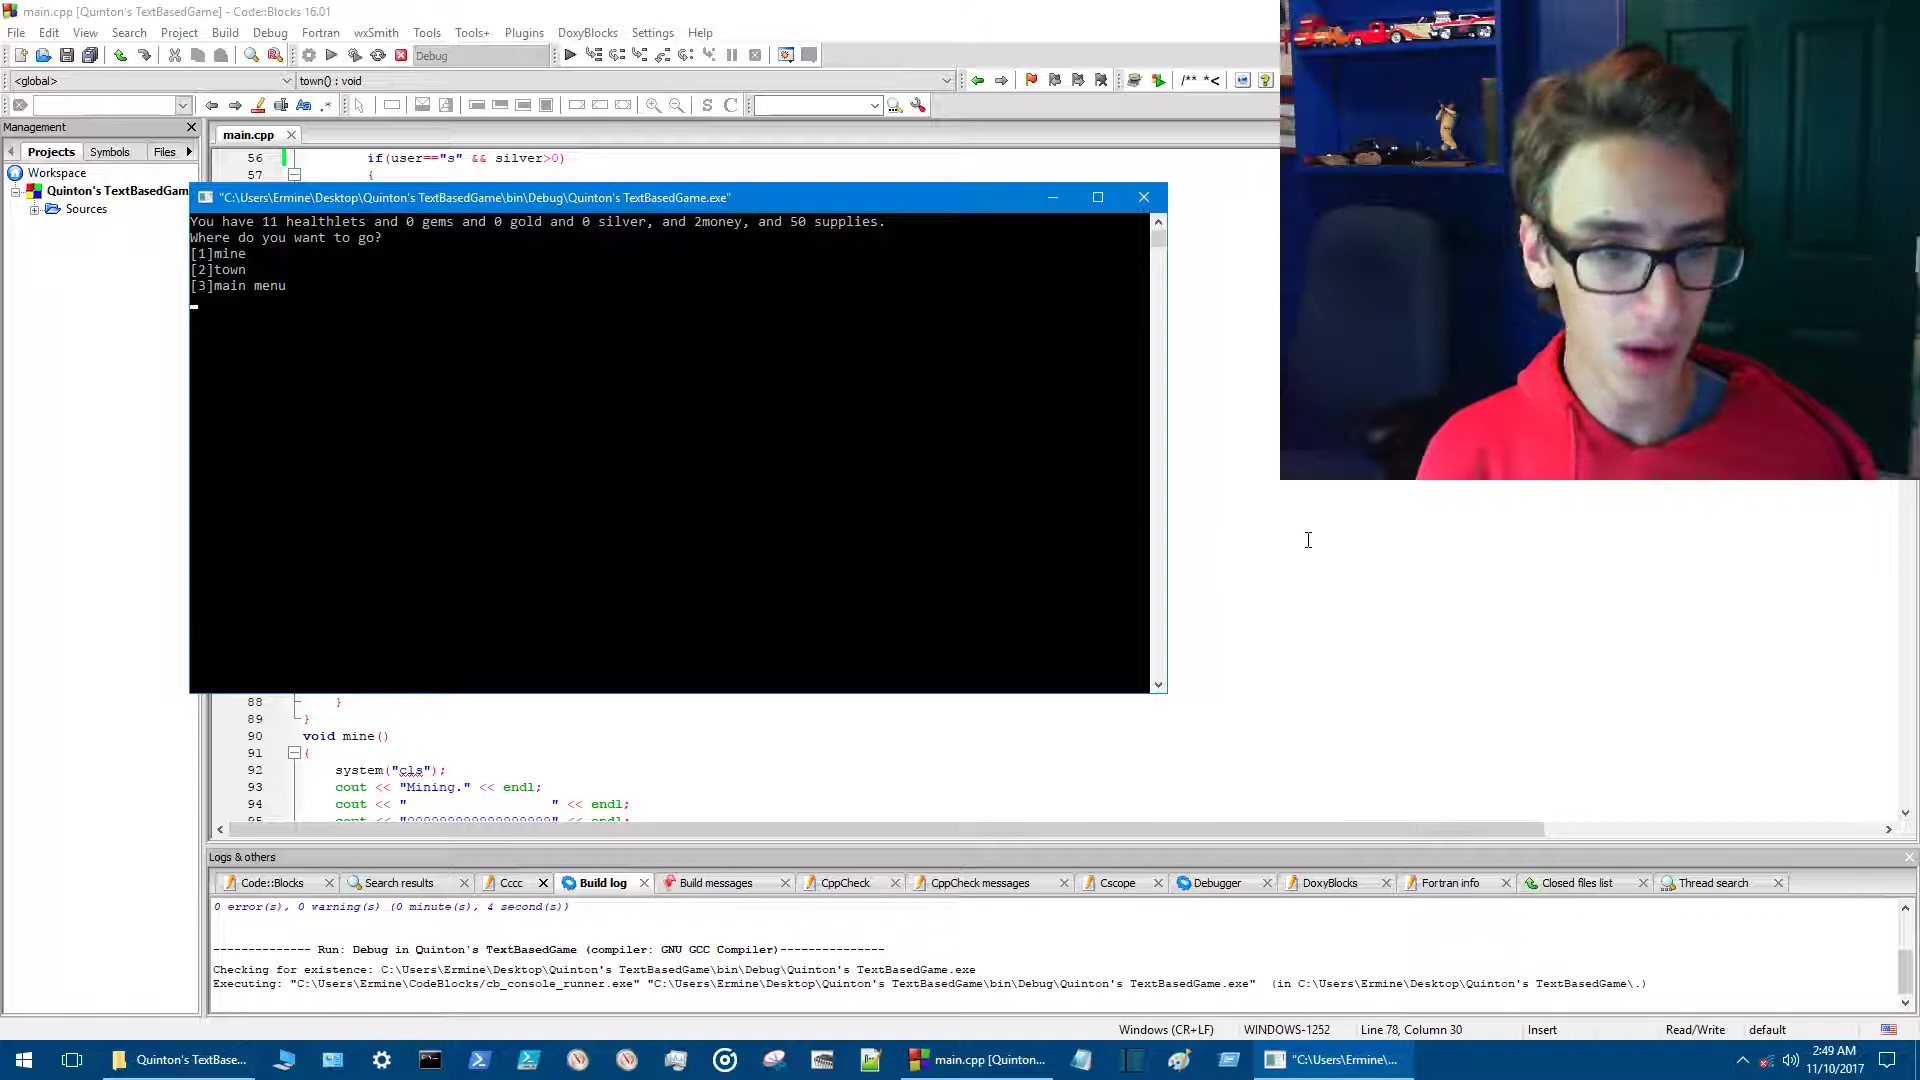 main.cpp [Quinton's TextBasedGame] - Code::Blocks 16.01
File Edit View Search Project Build Debug Fortran wxSmith Tools Tools+ Plugins DoxyBlocks Settings Help
Debug
<global> town() : void
/** *<
Management
main.cpp
Projects Symbols Files
56 if(user=="s" && silver>0)
57 {
Workspace
Quinton's TextBasedGam
Sources
"C:\Users\Ermine\Desktop\Quinton's TextBasedGame\bin\Debug\Quinton's TextBasedGame.exe"
You have 11 healthlets and 0 gems and 0 gold and 0 silver, and 2money, and 50 supplies.
Where do you want to go?
[1]mine
[2]town
[3]main menu
88 }
89 }
90 void mine()
91 {
92 system("cls");
93 cout << "Mining." << endl;
94 cout << " " << endl;
Logs & others
Code::Blocks Search results Cccc Build log Build messages CppCheck CppCheck messages Cscope Debugger DoxyBlocks Fortran info Closed files list Thread search
0 error(s), 0 warning(s) (0 minute(s), 4 second(s))
-------------- Run: Debug in Quinton's TextBasedGame (compiler: GNU GCC Compiler)---------------
Checking for existence: C:\Users\Ermine\Desktop\Quinton's TextBasedGame\bin\Debug\Quinton's TextBasedGame.exe
Executing: "C:\Users\Ermine\CodeBlocks/cb_console_runner.exe" "C:\Users\Ermine\Desktop\Quinton's TextBasedGame\bin\Debug\Quinton's TextBasedGame.exe" (in C:\Users\Ermine\Desktop\Quinton's TextBasedGame\.)
Windows (CR+LF) WINDOWS-1252 Line 78, Column 30 Insert Read/Write default
Quinton's TextBase... main.cpp [Quinton... "C:\Users\Ermine\... 2:49 AM
11/10/2017